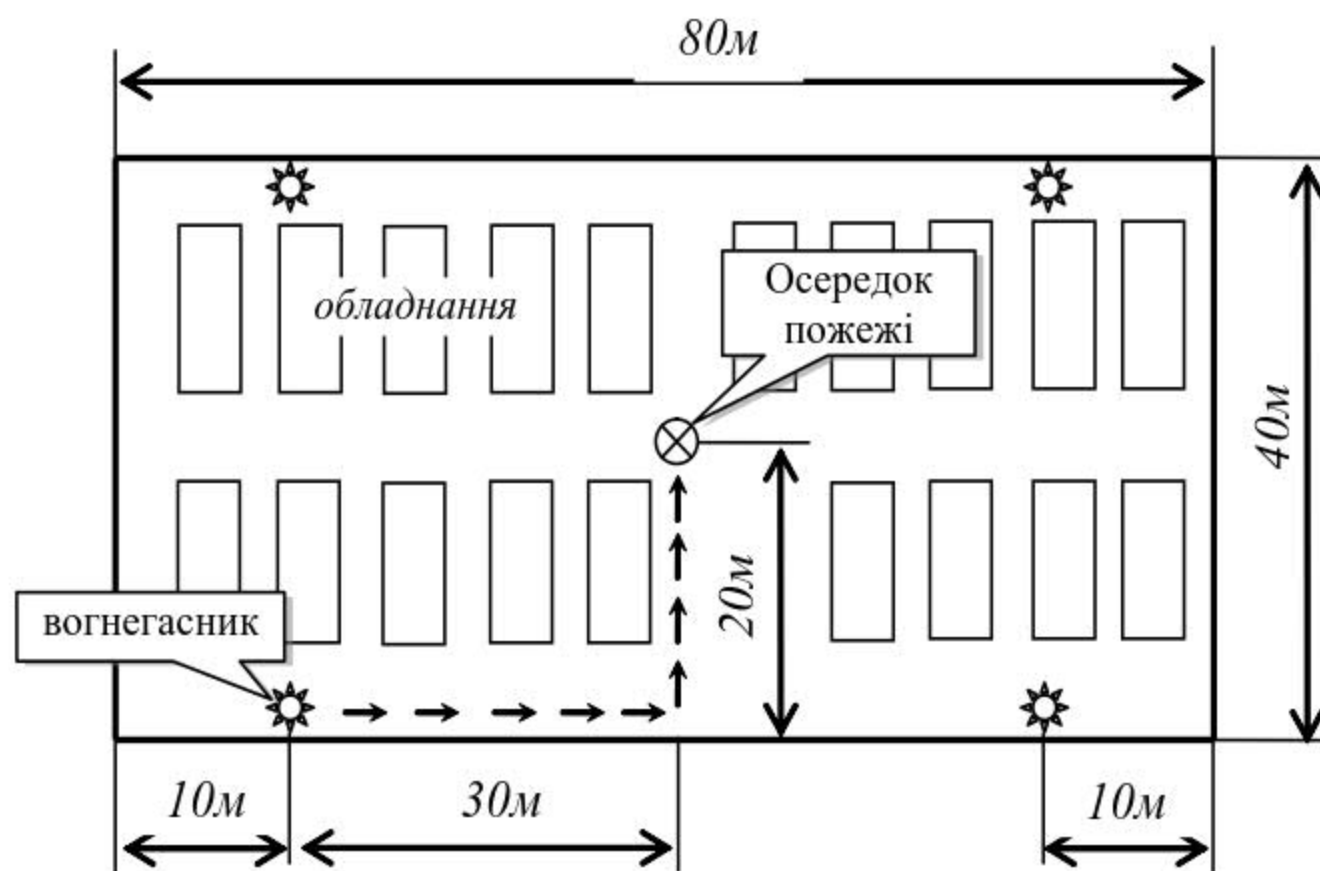 80м
обладнання
Осередок
пожежі
40м
20м
вогнегасник
10м
30м
10м